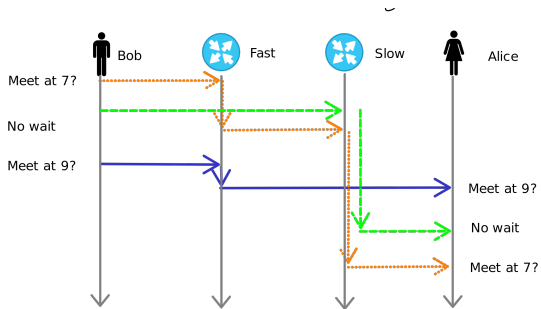 Bob
Fast
Slow
Alice
Meet at 7?
No wait
Meet at 9?
Meet at 9?
No wait
Meet at 7?